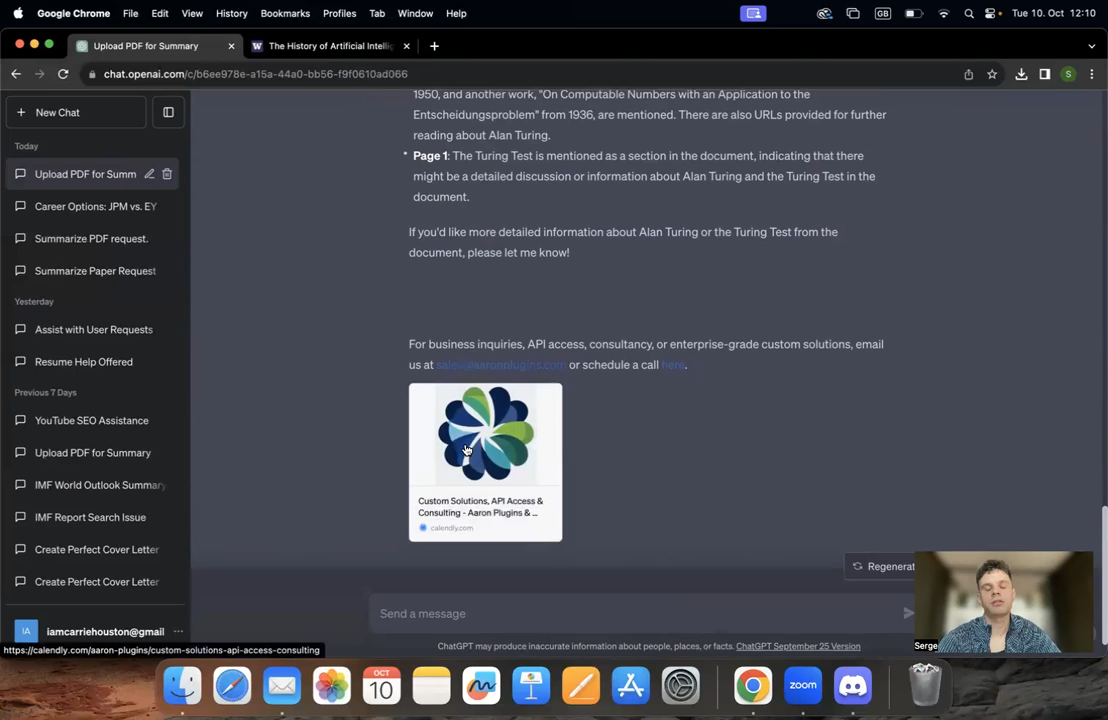 Google Chrome File Edit View History Bookmarks Profiles Tab Window Help GB Tue 10. Oct 12:10
Upload PDF for Summary The History of Artificial Intellig
chat.openai.com/c/b6ee978e-a15a-44a0-bb56-f9f0610ad066 S
New Chat
Today
Upload PDF for Summ
Career Options: JPM vs. EY
Summarize PDF request.
Summarize Paper Request
Yesterday
Assist with User Requests
Resume Help Offered
Previous 7 Days
YouTube SEO Assistance
Upload PDF for Summary
IMF World Outlook Summary
IMF Report Search Issue
Create Perfect Cover Letter
Create Perfect Cover Letter
IA iamcarriehouston@gmail ...
https://calendly.com/aaron-plugins/custom-solutions-api-access-consulting
1950, and another work, "On Computable Numbers with an Application to the
Entscheidungsproblem" from 1936, are mentioned. There are also URLs provided for further
reading about Alan Turing.
• Page 1: The Turing Test is mentioned as a section in the document, indicating that there
might be a detailed discussion or information about Alan Turing and the Turing Test in the
document.
If you'd like more detailed information about Alan Turing or the Turing Test from the
document, please let me know!
For business inquiries, API access, consultancy, or enterprise-grade custom solutions, email
us at sales@aaronplugins.com or schedule a call here.
Custom Solutions, API Access &
Consulting - Aaron Plugins & ...
calendly.com
Regenerat
Send a message
ChatGPT may produce inaccurate information about people, places, or facts. ChatGPT September 25 Version
Serge
OCT
10
zoom